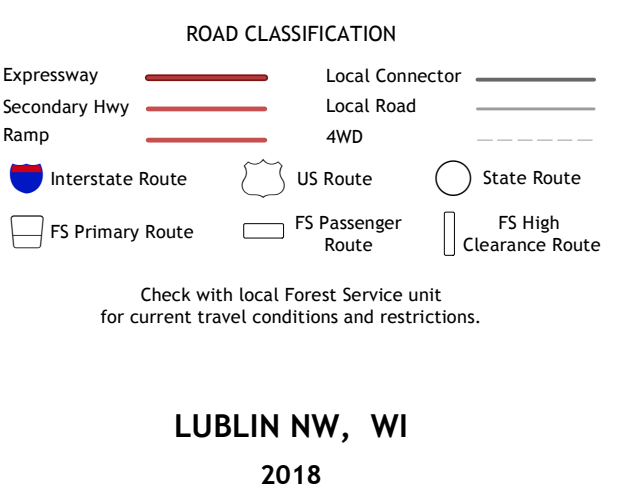 ROAD CLASSIFICATION
Expressway
Local Connector
Secondary Hwy
Local Road
Ramp
4WD
Interstate Route
US Route
State Route
FS Primary Route
FS Passenger
Route
FS High
Clearance Route
Check with local Forest Service unit
for current travel conditions and restrictions.
LUBLIN NW, WI
2018